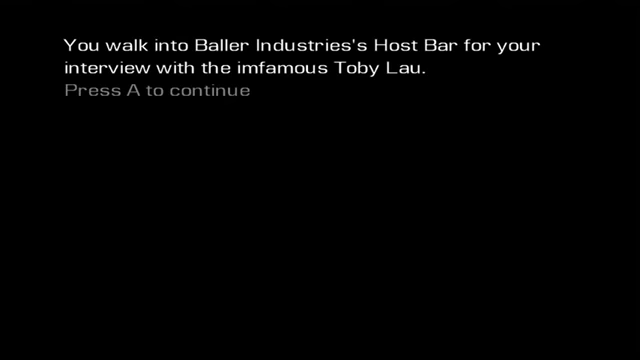 You walk into Baller Industries's Host Bar for your
interview with the imfamous Toby Lau.
Press A to continue